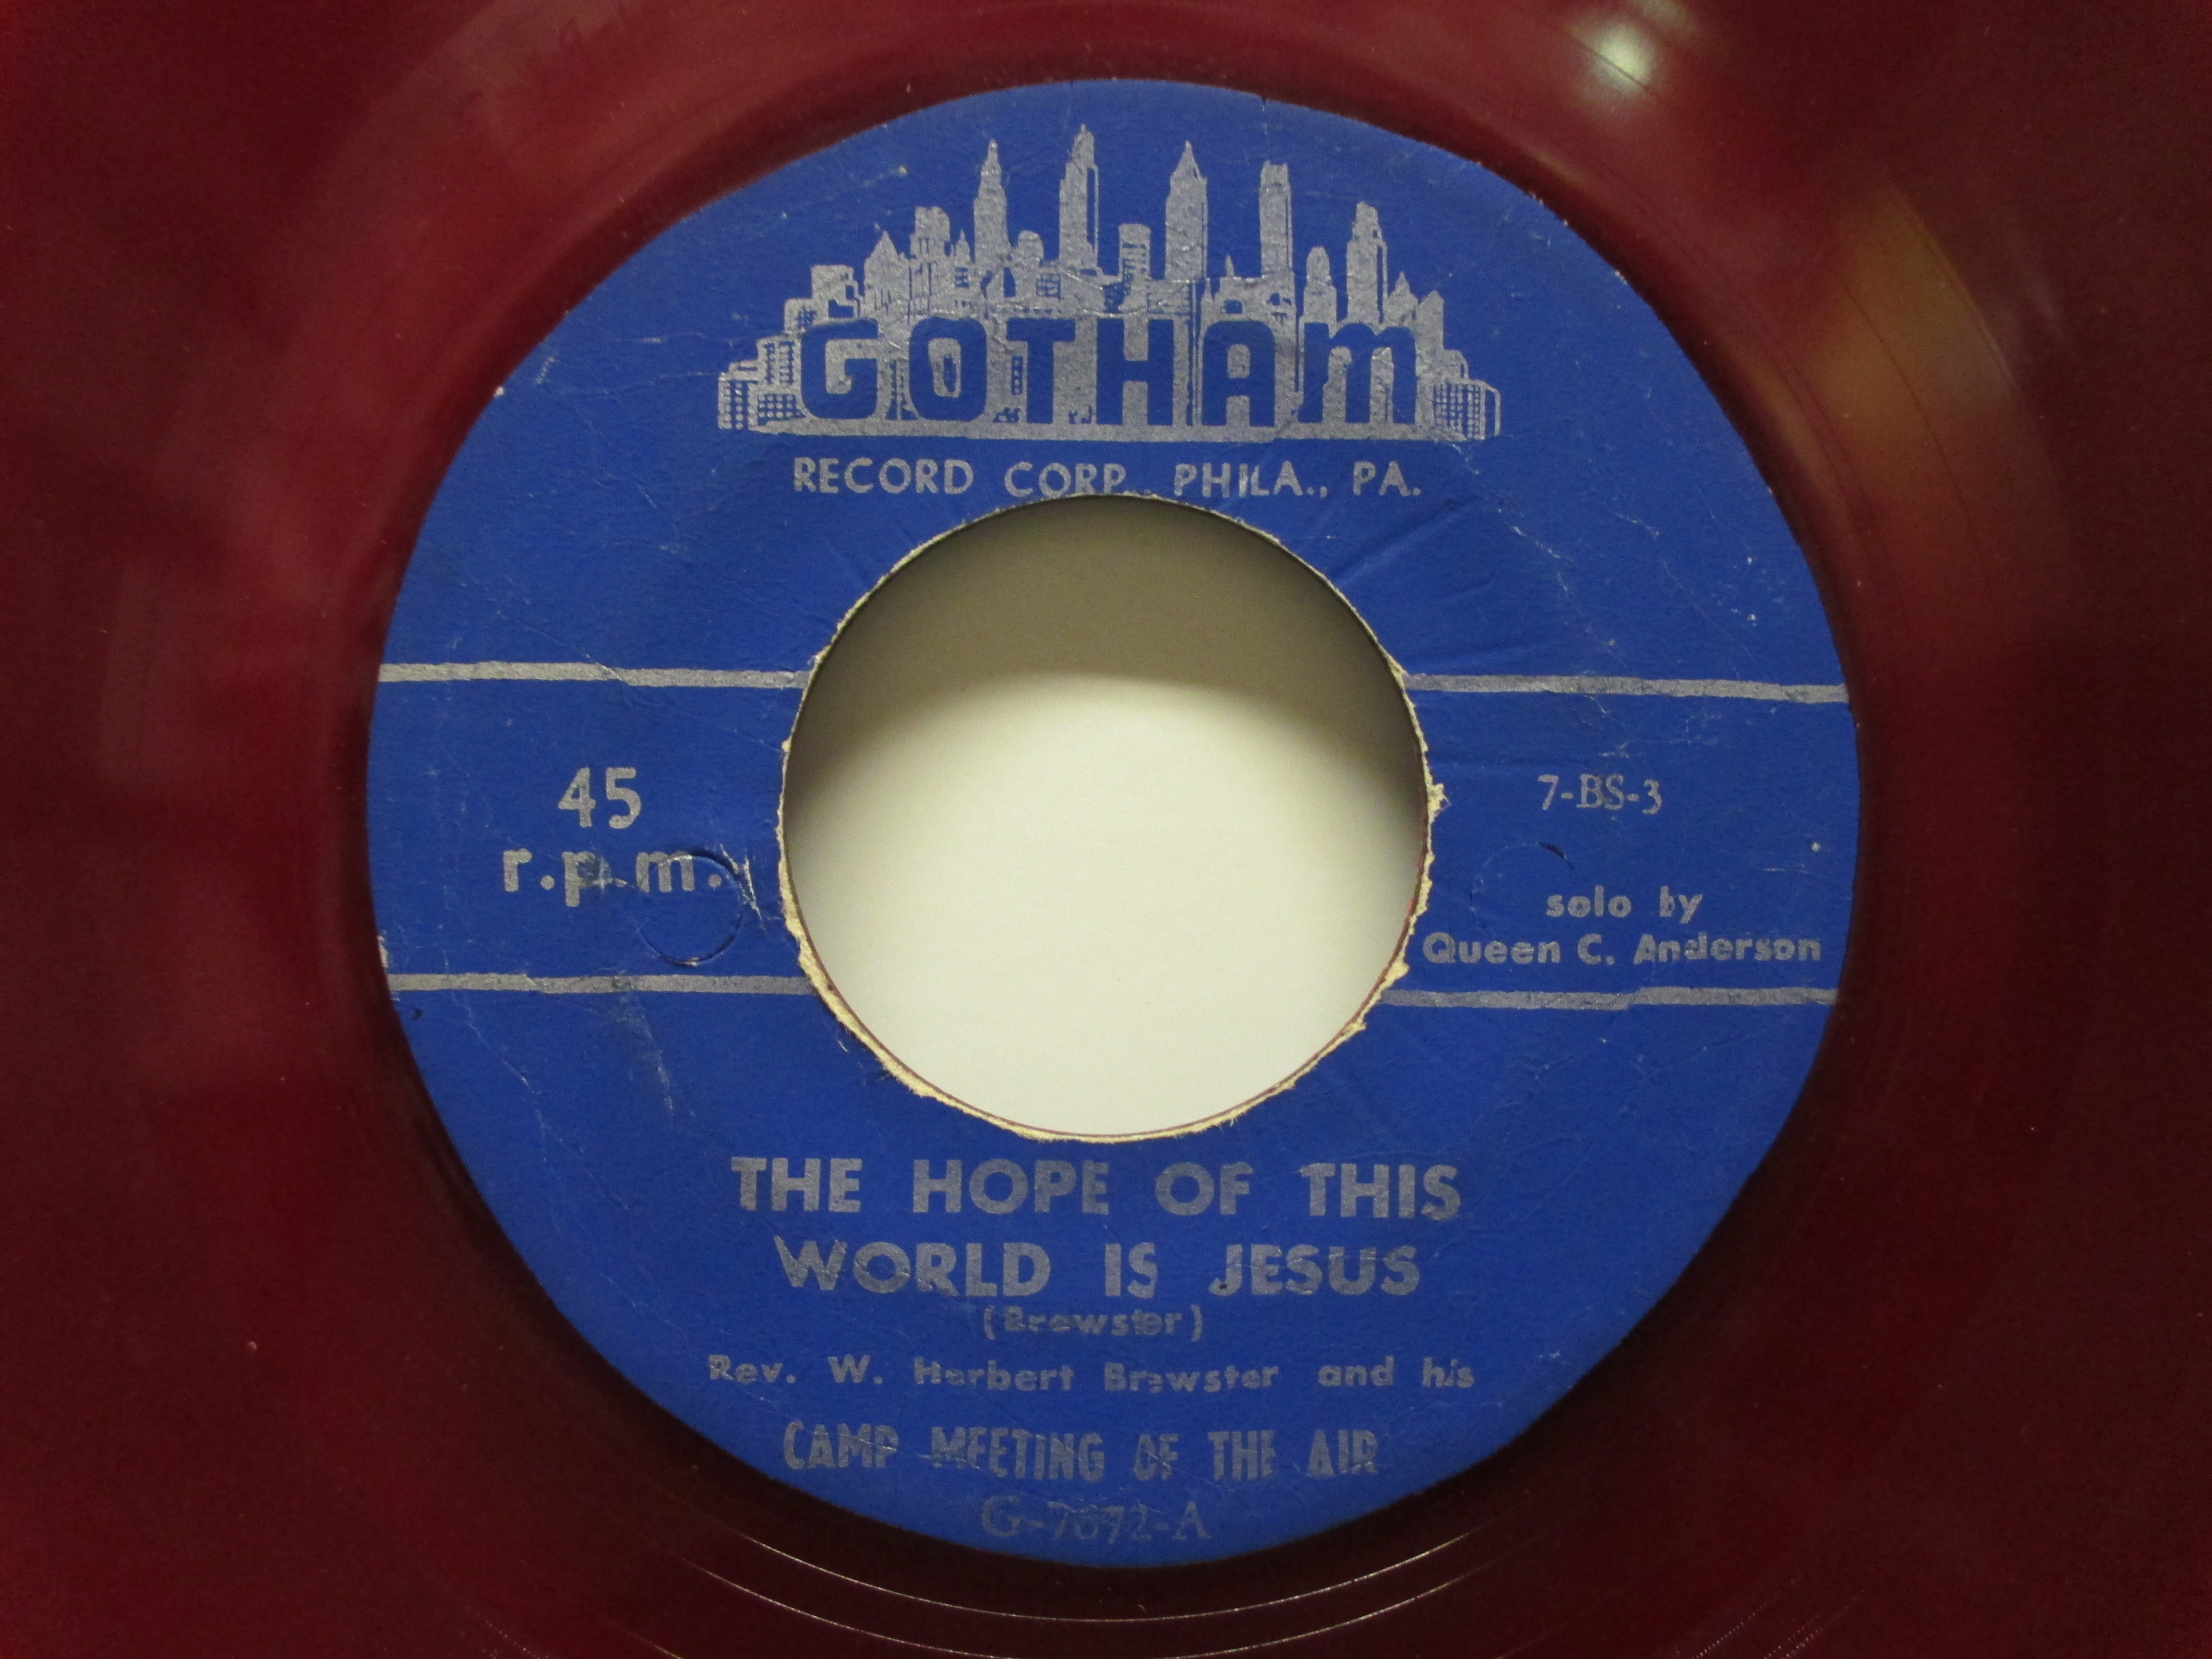 GOTHAM
RECORD CORP., PHILA., PA.
45
r.p.m.
7-BS-3
solo by
Queen C. Anderson
THE HOPE OF THIS
WORLD IS JESUS
(Brewster)
Rev. W. Herbert Brewster and his
CAMP MEETING OF THE AIR
G-7672-A